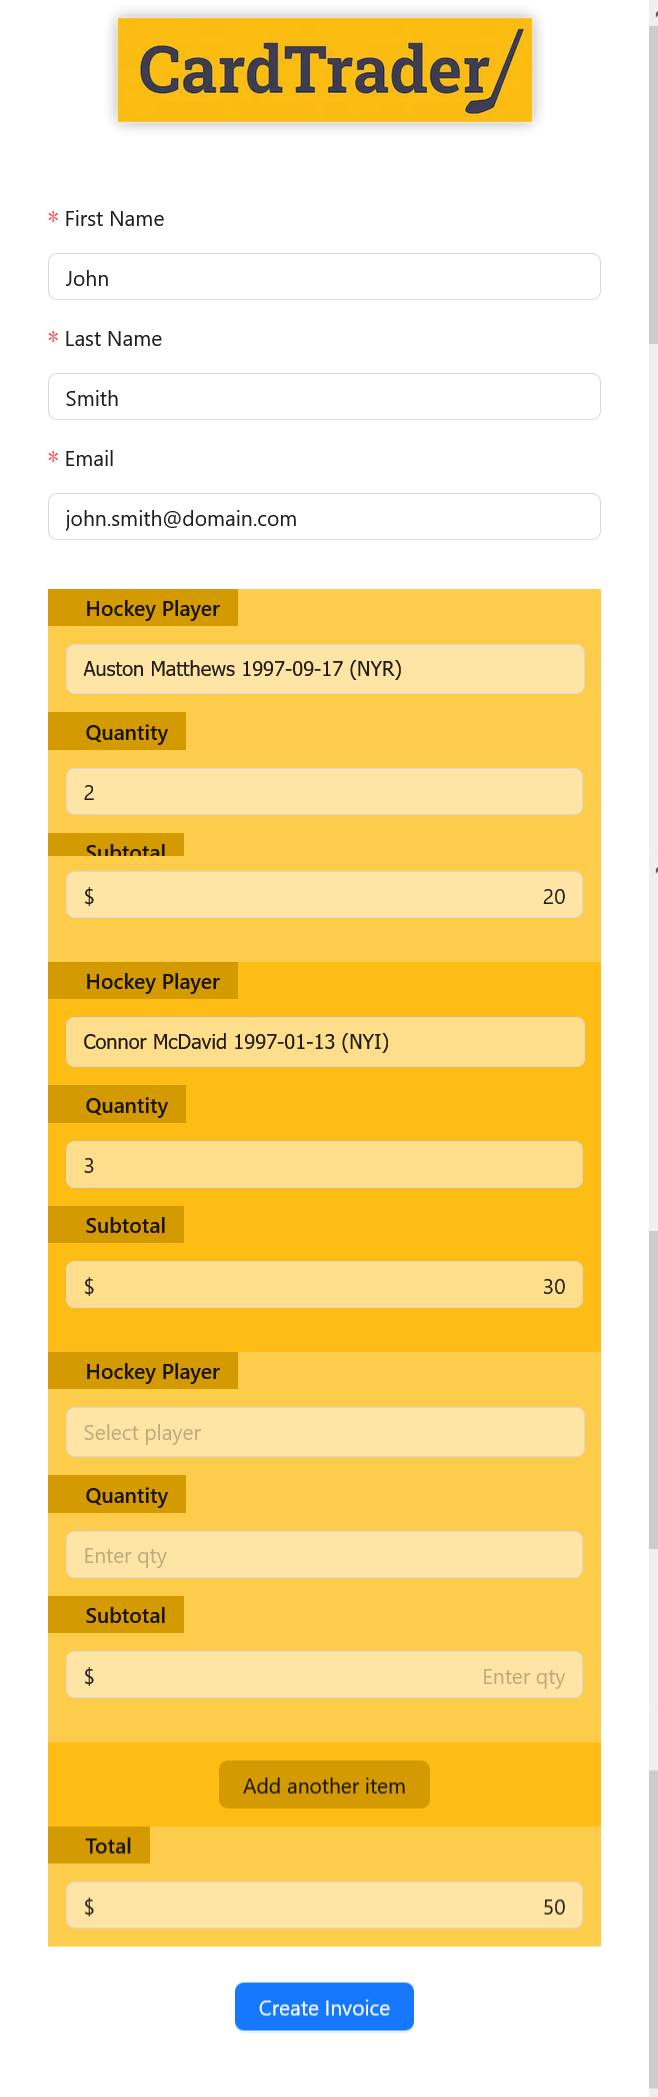 CardTrader
* First Name
John
* Last Name
Smith
* Email
john.smith@domain.com
Hockey Player
Auston Matthews 1997-09-17 (NYR)
Quantity
2
Subtotal
$ 20
Hockey Player
Connor McDavid 1997-01-13 (NYI)
Quantity
3
Subtotal
$ 30
Hockey Player
Select player
Quantity
Enter qty
Subtotal
$ Enter qty
Add another item
Total
$ 50
Create Invoice